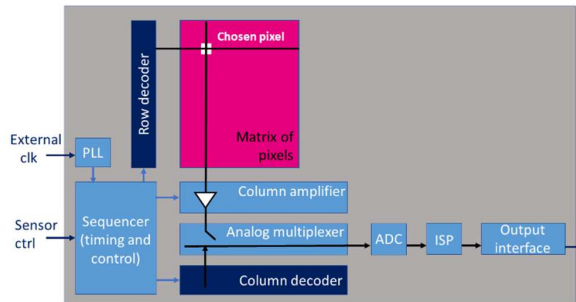 Chosen pixel
Row decoder
Matrix of
pixels
External
clk
PLL
Column amplifier
Sequencer
(timing and
control)
Sensor
ctrl
Analog multiplexer
ADC
ISP
Output
interface
Column decoder